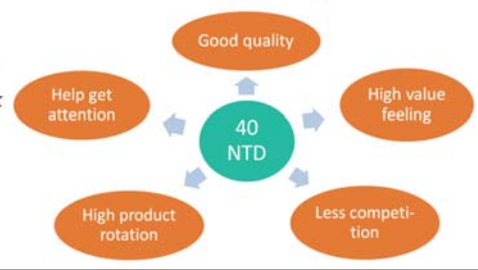 Good quality
Help get
attention
High value
feeling
40
NTD
High product
rotation
Less competi-
tion